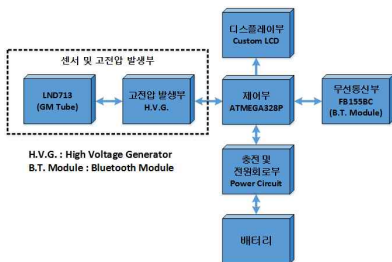 디스플레이부
Custom LCD
센서 및 고전압 발생부
LND713
(GM Tube)
고전압 발생부
H.V.G.
제어부
ATMEGA328P
무선통신부
FB155BC
(B.T. Module)
H.V.G. : High Voltage Generator
B.T. Module : Bluetooth Module
충전 및
전원회로부
Power Circuit
배터리